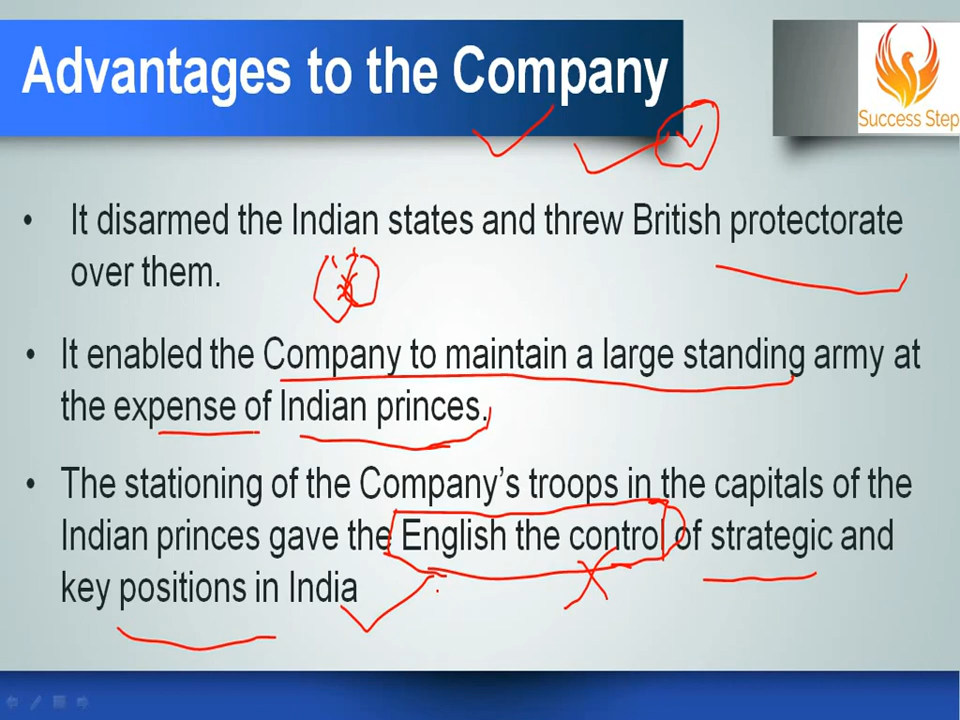 Advantages to the Company
Success Step
• It disarmed the Indian states and threw British protectorate
over them.
• It enabled the Company to maintain a large standing army at
the expense of Indian princes.
• The stationing of the Company’s troops in the capitals of the
Indian princes gave the English the control of strategic and
key positions in India